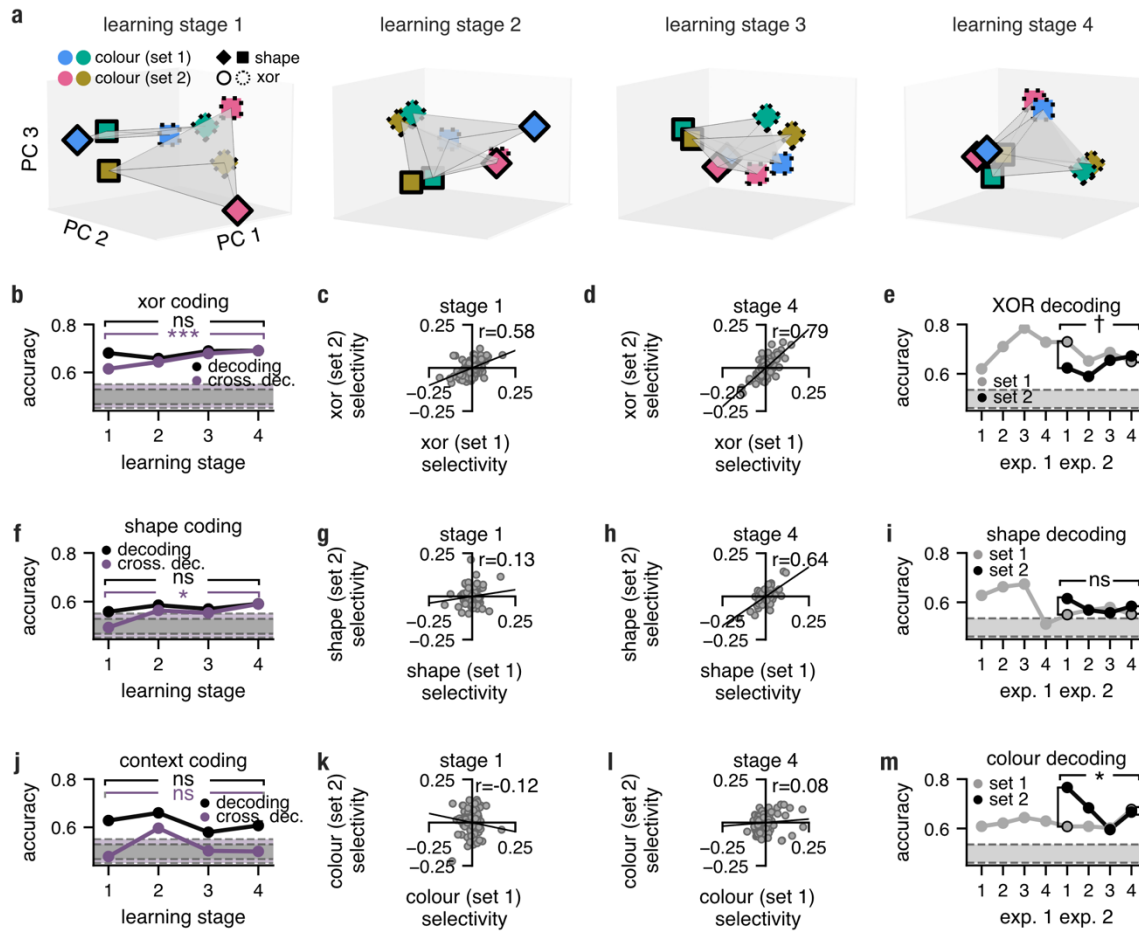 a
learning stage 1
learning stage 2
learning stage 3
learning stage 4
colour (set 1)
shape
colour (set 2)
xor
PC 3
PC 2
PC 1
b
xor coding
ns
***
0.8
0.6
accuracy
decoding
cross. dec.
1 2 3 4
learning stage
c
stage 1
0.25
r=0.58
−0.25
0.25
−0.25
xor (set 2)
selectivity
xor (set 1)
selectivity
d
stage 4
0.25
r=0.79
−0.25
0.25
−0.25
xor (set 2)
selectivity
xor (set 1)
selectivity
e
XOR decoding
†
0.8
0.6
accuracy
set 1
set 2
1 2 3 4 1 2 3 4
exp. 1 exp. 2
f
shape coding
0.8
0.6
accuracy
decoding
cross. dec.
ns
*
1 2 3 4
learning stage
g
stage 1
0.25
r=0.13
−0.25
0.25
−0.25
shape (set 2)
selectivity
shape (set 1)
selectivity
h
stage 4
0.25
r=0.64
−0.25
0.25
−0.25
shape (set 2)
selectivity
shape (set 1)
selectivity
i
shape decoding
0.8
0.6
accuracy
set 1
set 2
ns
1 2 3 4 1 2 3 4
exp. 1 exp. 2
j
context coding
ns
ns
0.8
0.6
accuracy
decoding
cross. dec.
1 2 3 4
learning stage
k
stage 1
0.25
r=-0.12
−0.25
0.25
−0.25
colour (set 2)
selectivity
colour (set 1)
selectivity
l
stage 4
0.25
r=0.08
−0.25
0.25
−0.25
colour (set 2)
selectivity
colour (set 1)
selectivity
m
colour decoding
*
0.8
0.6
accuracy
set 1
set 2
1 2 3 4 1 2 3 4
exp. 1 exp. 2